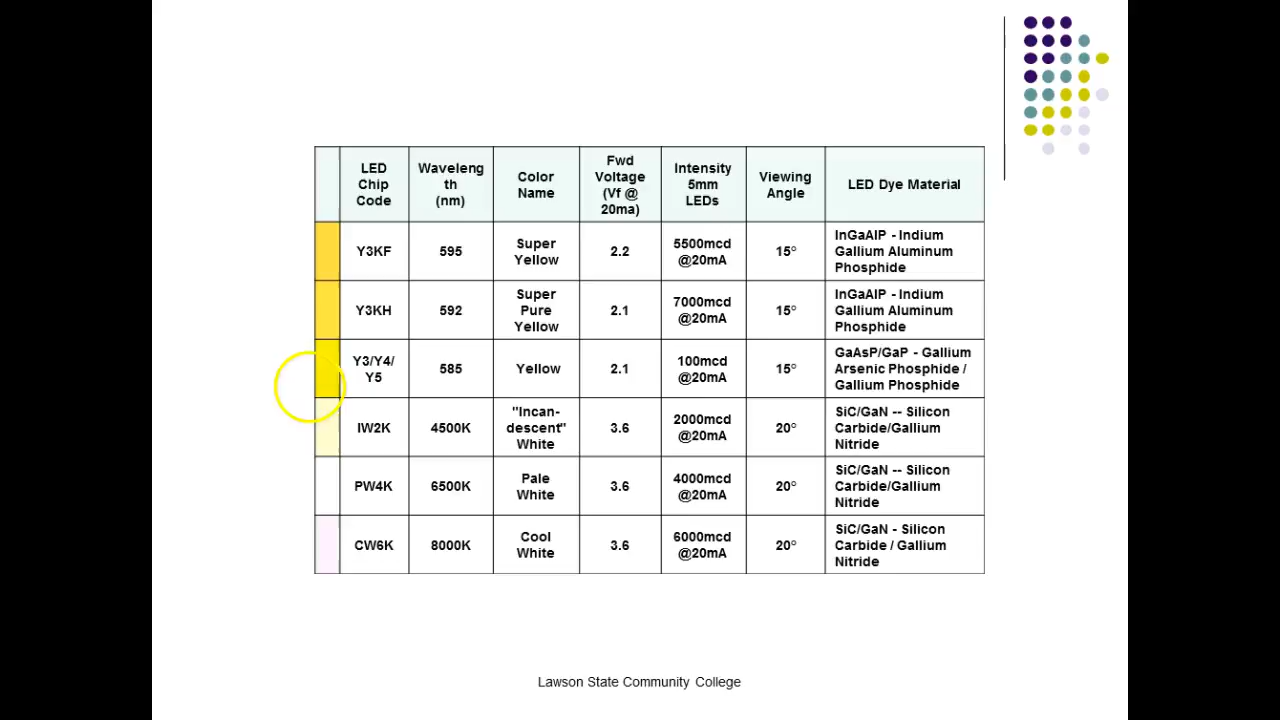 LED
Chip
Code
Waveleng
th
(nm)
Color
Name
Fwd
Voltage
(Vf @
20ma)
Intensity
5mm
LEDs
Viewing
Angle
LED Dye Material
Y3KF
595
Super
Yellow
2.2
5500mcd
@20mA
15°
InGaAIP - Indium
Gallium Aluminum
Phosphide
Y3KH
592
Super
Pure
Yellow
2.1
7000mcd
@20mA
15°
InGaAIP - Indium
Gallium Aluminum
Phosphide
Y3/Y4/
Y5
585
Yellow
2.1
100mcd
@20mA
15°
GaAsP/GaP - Gallium
Arsenic Phosphide /
Gallium Phosphide
IW2K
4500K
"Incan-
descent"
White
3.6
2000mcd
@20mA
20°
SiC/GaN -- Silicon
Carbide/Gallium
Nitride
PW4K
6500K
Pale
White
3.6
4000mcd
@20mA
20°
SiC/GaN -- Silicon
Carbide/Gallium
Nitride
CW6K
8000K
Cool
White
3.6
6000mcd
@20mA
20°
SiC/GaN - Silicon
Carbide / Gallium
Nitride
Lawson State Community College